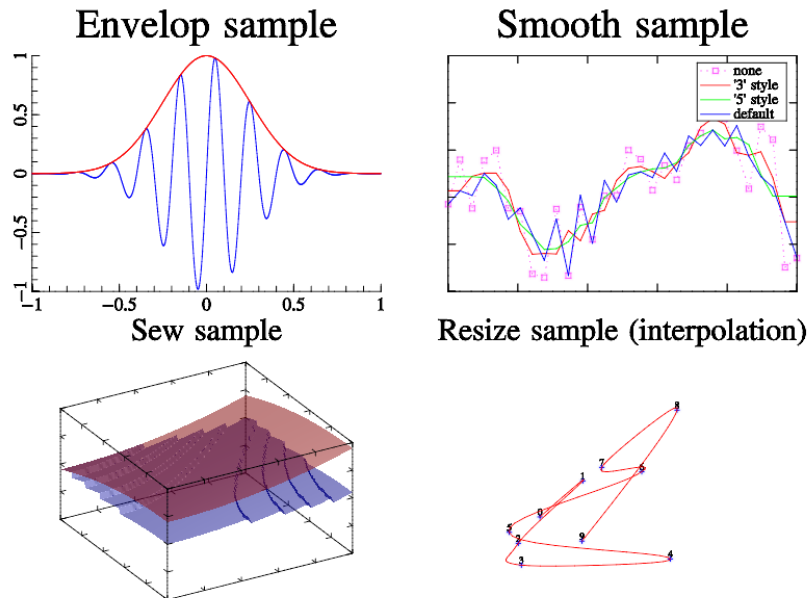 Envelop sample
1
0.5
0
−0.5
−1
−1
−0.5
0
0.5
1
Smooth sample
none
'3' style
'5' style
default
Sew sample
Resize sample (interpolation)
8
7
6
1
0
5
2
9
3
4